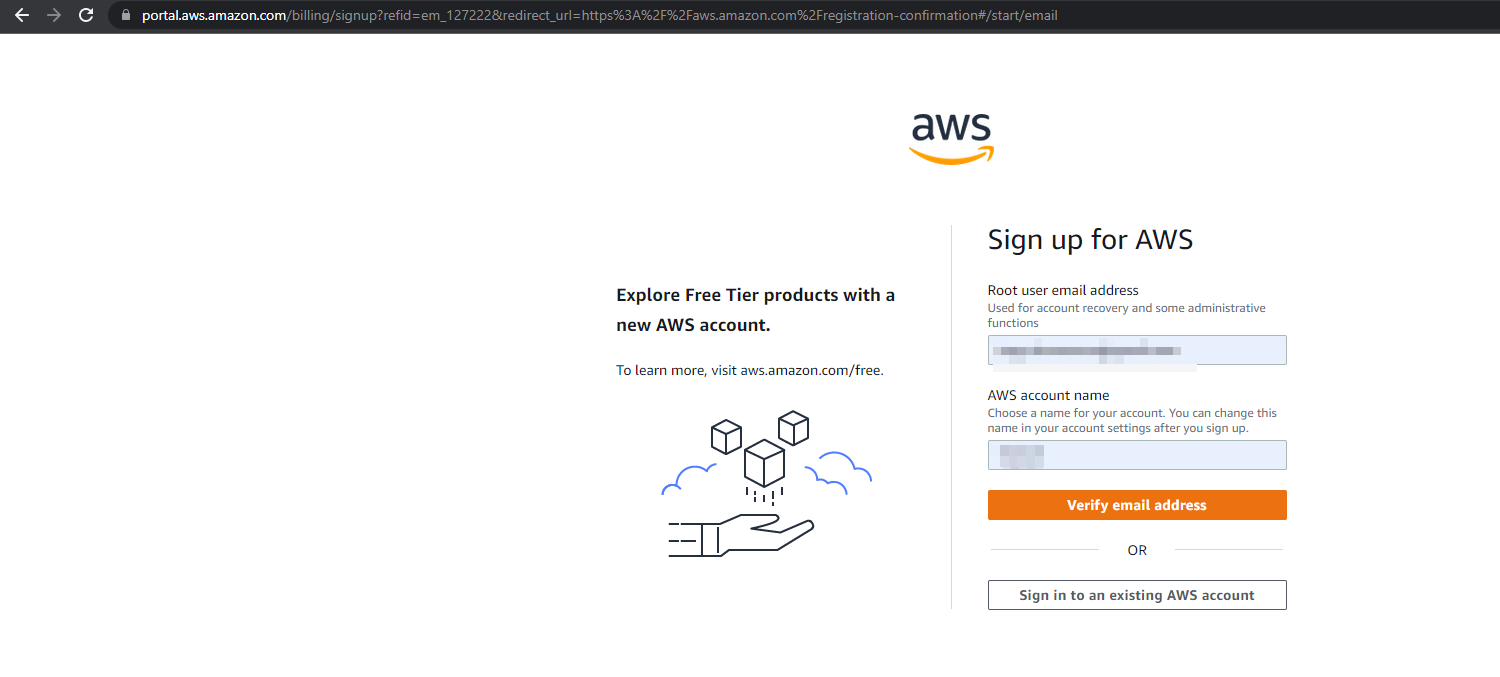 portal.aws.amazon.com/billing/signup?refid=em_127222&redirect_url=https%3A%2F%2Faws.amazon.com%2Fregistration-confirmation#/start/email
aws
Explore Free Tier products with a
new AWS account.
To learn more, visit aws.amazon.com/free.
Sign up for AWS
Root user email address
Used for account recovery and some administrative
functions
AWS account name
Choose a name for your account. You can change this
name in your account settings after you sign up.
Verify email address
OR
Sign in to an existing AWS account